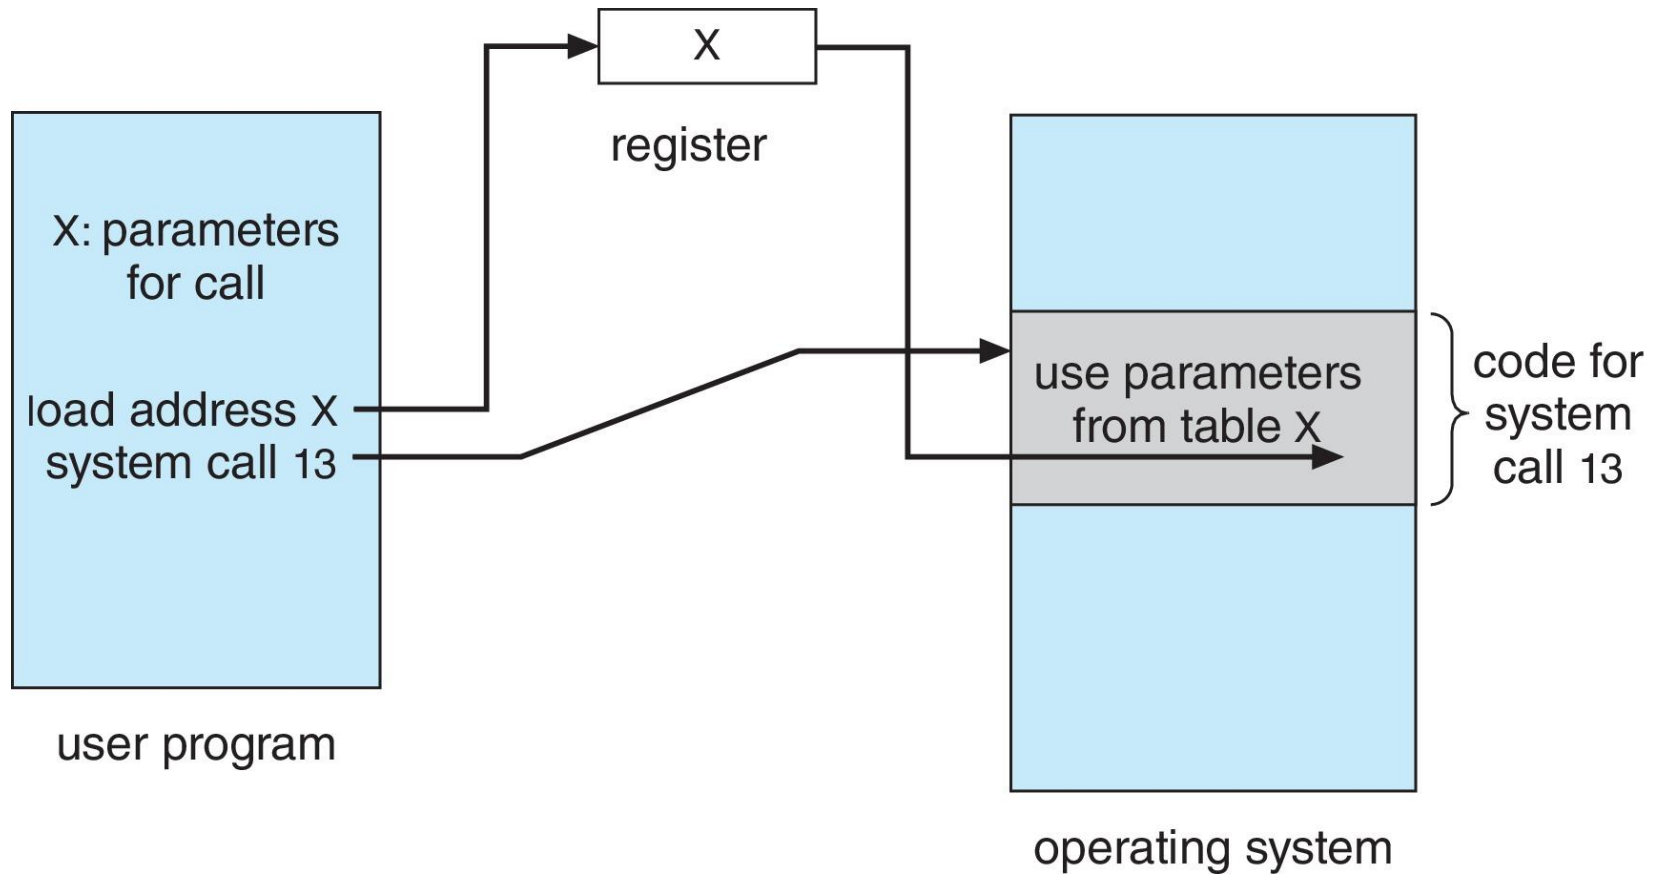 X
register
X: parameters
for call
load address X
system call 13
user program
use parameters
from table X
code for
system
call 13
operating system